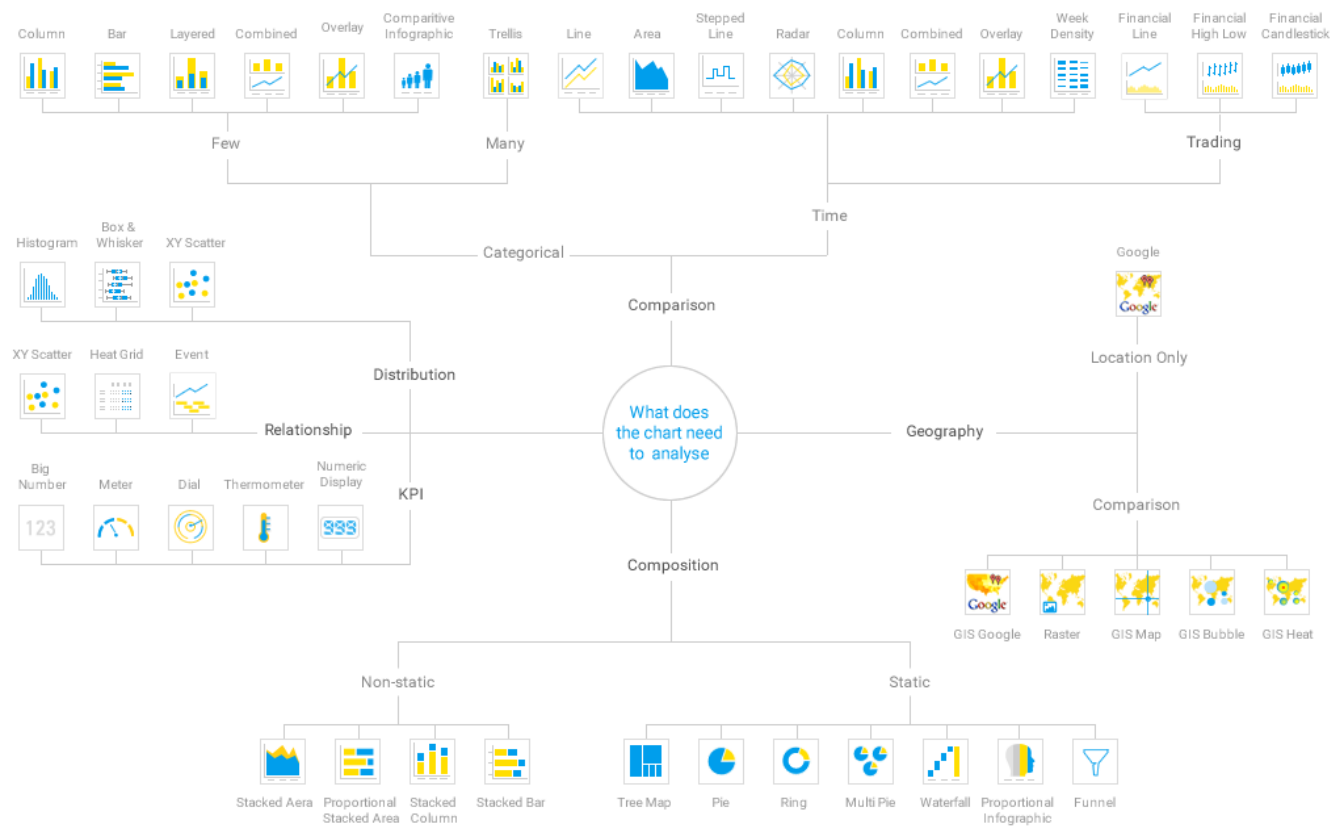 Column
Bar
Layered
Combined
Overlay
Comparitive
Infographic
Trellis
Line
Area
Stepped
Line
Radar
Column
Combined
Overlay
Week
Density
Financial
Line
Financial
High Low
Financial
Candlestick
Few
Many
Trading
Time
Categorical
Comparison
Histogram
Box &
Whisker
XY Scatter
Distribution
XY Scatter
Heat Grid
Event
Relationship
Big
Number
123
Meter
Dial
Thermometer
Numeric
Display
999
KPI
What does
the chart need
to analyse
Geography
Google
Google
Location Only
Comparison
Google
GIS Google
Raster
GIS Map
GIS Bubble
GIS Heat
Composition
Non-static
Stacked Aera
Proportional
Stacked Area
Stacked
Column
Stacked Bar
Static
Tree Map
Pie
Ring
Multi Pie
Waterfall
Proportional
Infographic
Funnel